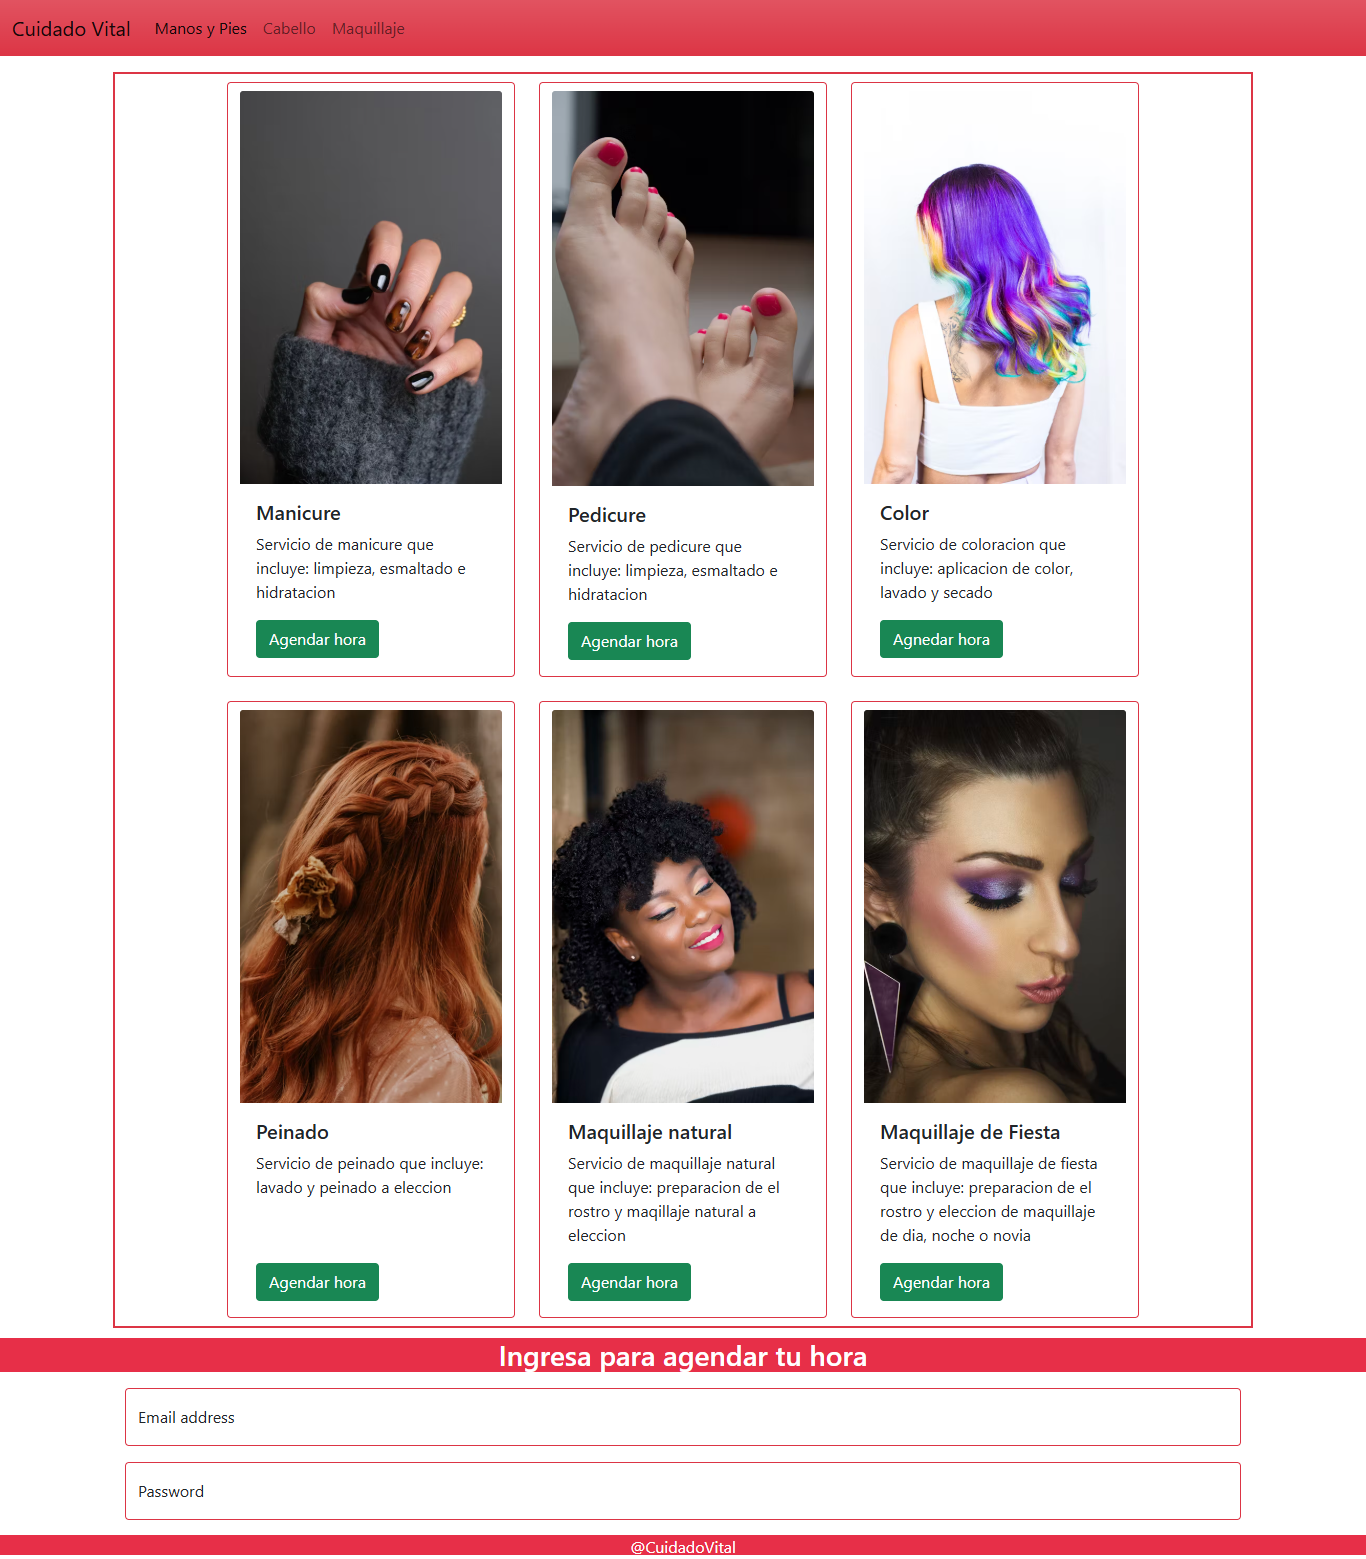 Cuidado Vital Manos y Pies Cabello Maquillaje
Manicure
Servicio de manicure que
incluye: limpieza, esmaltado e
hidratacion
Agendar hora
Pedicure
Servicio de pedicure que
incluye: limpieza, esmaltado e
hidratacion
Agendar hora
Color
Servicio de coloracion que
incluye: aplicacion de color,
lavado y secado
Agnedar hora
Peinado
Servicio de peinado que incluye:
lavado y peinado a eleccion
Agendar hora
Maquillaje natural
Servicio de maquillaje natural
que incluye: preparacion de el
rostro y maqillaje natural a
eleccion
Agendar hora
Maquillaje de Fiesta
Servicio de maquillaje de fiesta
que incluye: preparacion de el
rostro y eleccion de maquillaje
de dia, noche o novia
Agendar hora
Ingresa para agendar tu hora
Email address
Password
@CuidadoVital